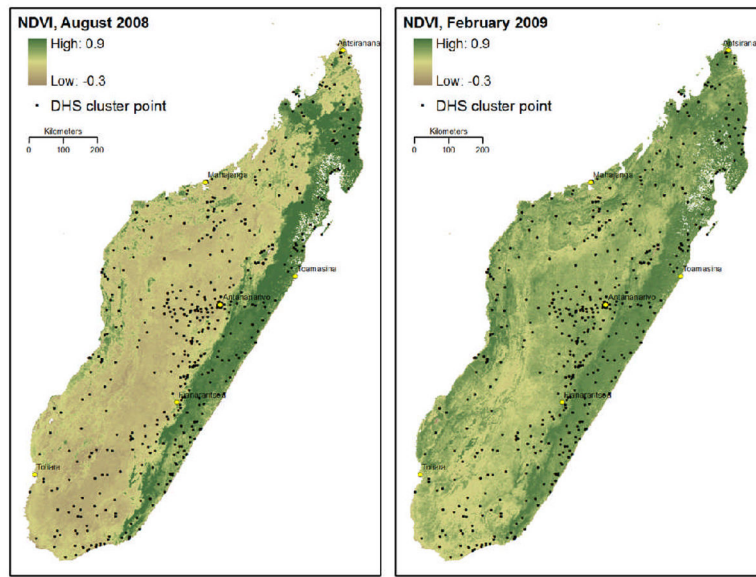 NDVI, August 2008
High: 0.9
Low: -0.3
DHS cluster point
Kilometers
0 100 200
Antsiranana
Mahajanga
Toamasina
Antananarivo
Fianarantsoa
Toliara
NDVI, February 2009
High: 0.9
Low: -0.3
DHS cluster point
Kilometers
0 100 200
Antsiranana
Mahajanga
Toamasina
Antananarivo
Fianarantsoa
Toliara